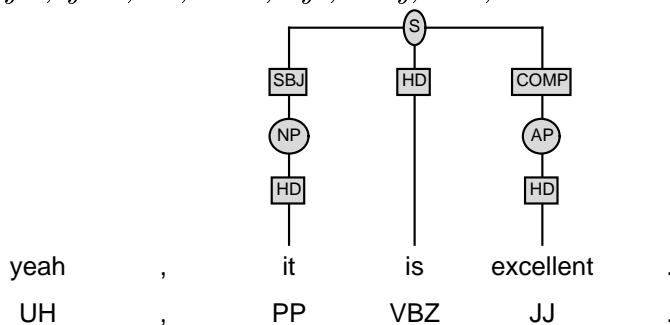 S
SBJ HD COMP
NP AP
HD HD
yeah , it is excellent .
UH , PP VBZ JJ .